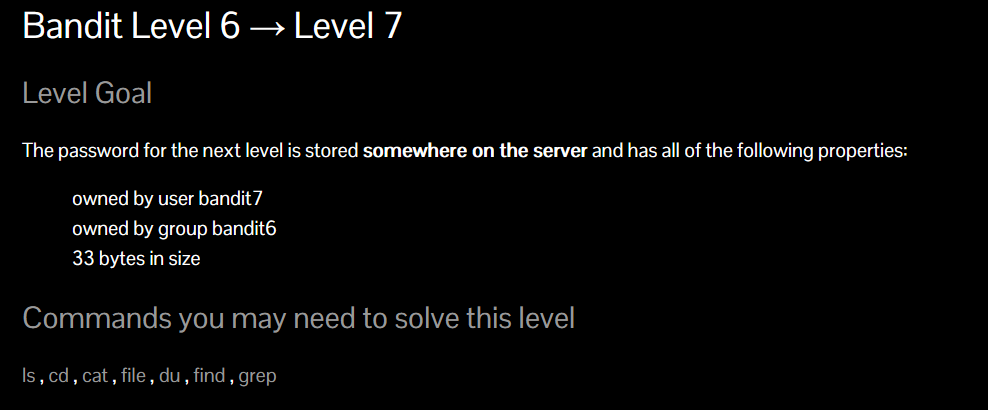 Bandit Level 6 → Level 7
Level Goal
The password for the next level is stored somewhere on the server and has all of the following properties:
owned by user bandit7
owned by group bandit6
33 bytes in size
Commands you may need to solve this level
ls , cd , cat , file , du , find , grep